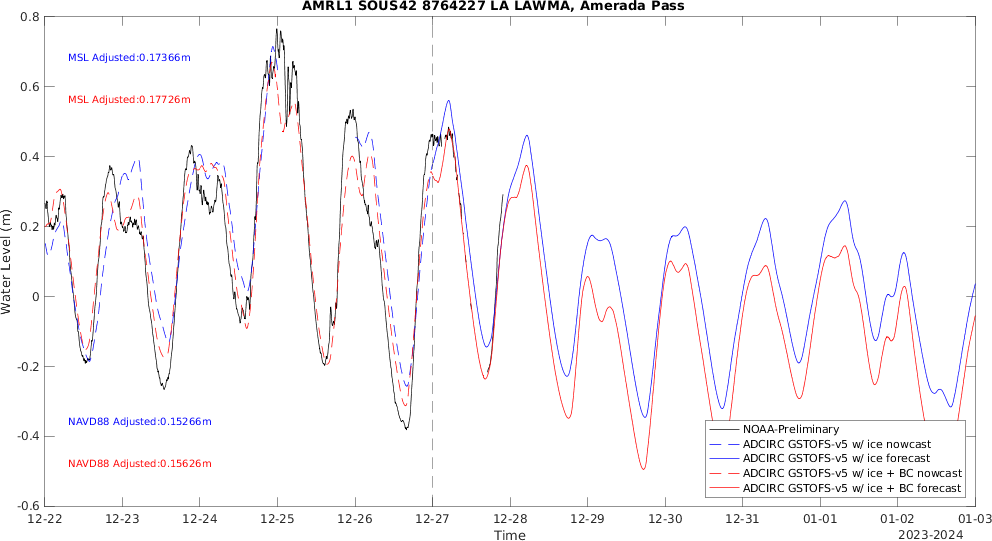 AMRL1 SOUS42 8764227 LA LAWMA, Amerada Pass
0.8
MSL Adjusted:0.17366m
0.6
MSL Adjusted:0.17726m
0.4
0.2
Water Level (m)
0
-0.2
NAVD88 Adjusted:0.15266m
-0.4
NAVD88 Adjusted:0.15626m
-0.6
NOAA-Preliminary
ADCIRC GSTOFS-v5 w/ ice nowcast
ADCIRC GSTOFS-v5 w/ ice forecast
ADCIRC GSTOFS-v5 w/ ice + BC nowcast
ADCIRC GSTOFS-v5 w/ ice + BC forecast
12-22 12-23 12-24 12-25 12-26 12-27 12-28 12-29 12-30 12-31 01-01 01-02 01-03
Time
2023-2024